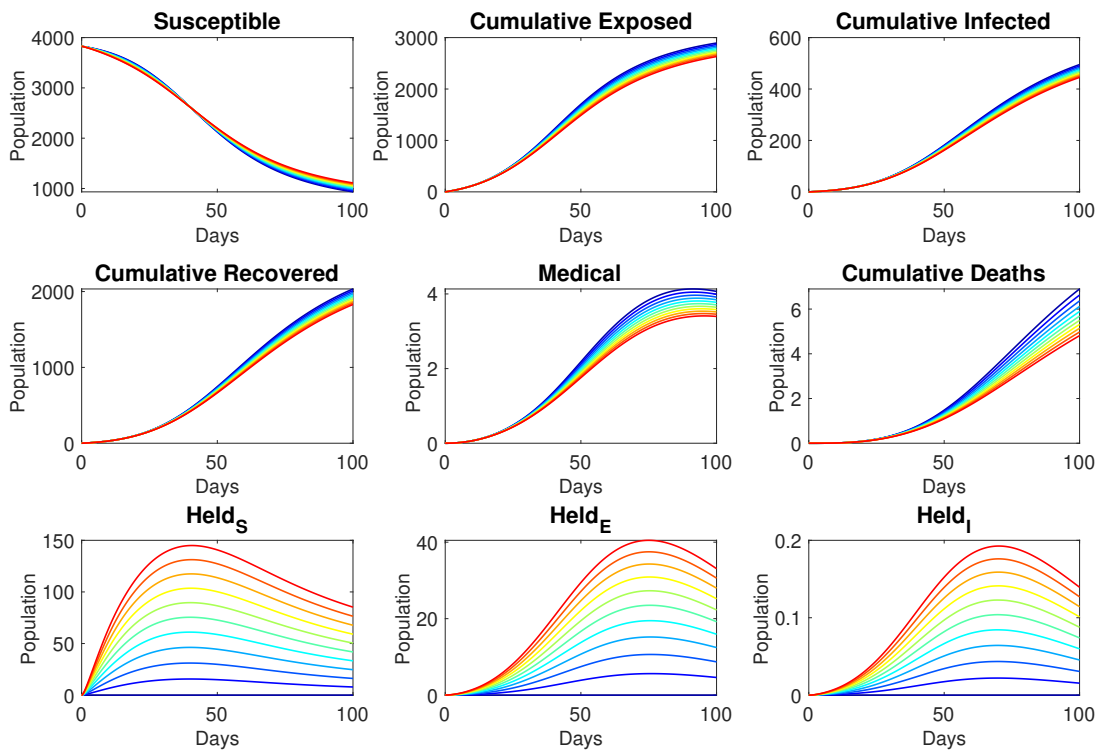 Susceptible
Cumulative Exposed
Cumulative Infected
4000
3000
2000
1000
Population
0
50
100
Days
3000
2000
1000
0
Population
0
50
100
Days
600
400
200
0
Population
0
50
100
Days
Cumulative Recovered
Medical
Cumulative Deaths
2000
1000
0
Population
0
50
100
Days
4
2
0
Population
0
50
100
Days
6
4
2
0
Population
0
50
100
Days
Held_S
Held_E
Held_I
150
100
50
0
Population
0
50
100
Days
40
20
0
Population
0
50
100
Days
0.2
0.1
0
Population
0
50
100
Days